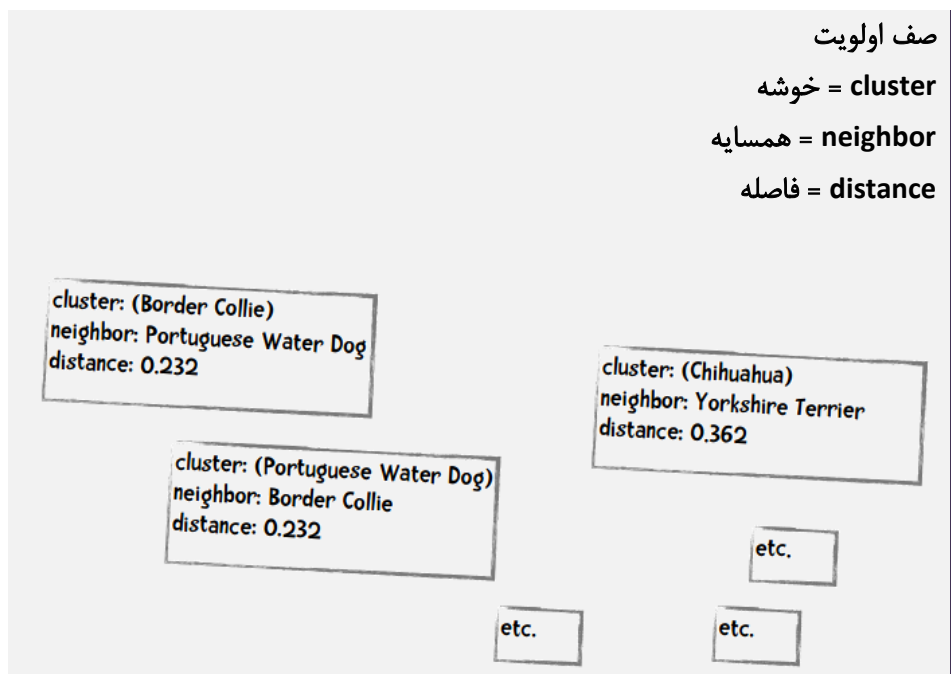 صف اولویت
cluster = خوشه
neighbor = همسایه
distance = فاصله
cluster: (Border Collie)
neighbor: Portuguese Water Dog
distance: 0.232
cluster: (Chihuahua)
neighbor: Yorkshire Terrier
distance: 0.362
cluster: (Portuguese Water Dog)
neighbor: Border Collie
distance: 0.232
etc.
etc.
etc.